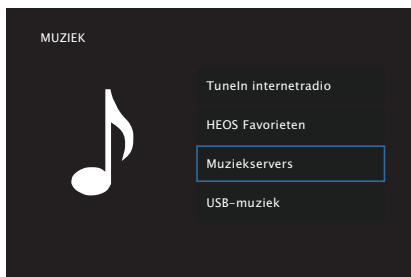 MUZIEK
TuneIn internetradio
HEOS Favorieten
Muziekservers
USB-muziek